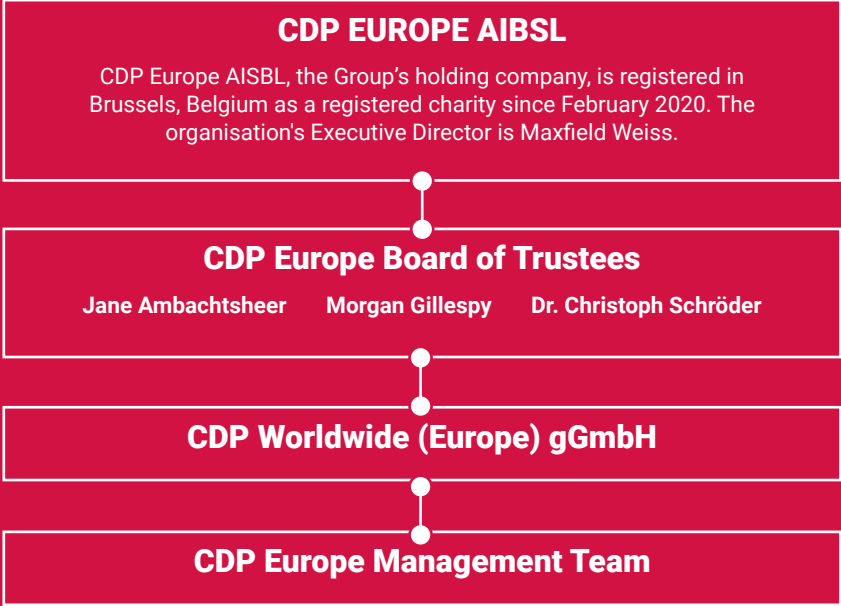 CDP EUROPE AIBSL
CDP Europe AISBL, the Group's holding company, is registered in
Brussels, Belgium as a registered charity since February 2020. The
organisation's Executive Director is Maxfield Weiss.
CDP Europe Board of Trustees
Jane Ambachtsheer Morgan Gillespy Dr. Christoph Schröder
CDP Worldwide (Europe) gGmbH
CDP Europe Management Team